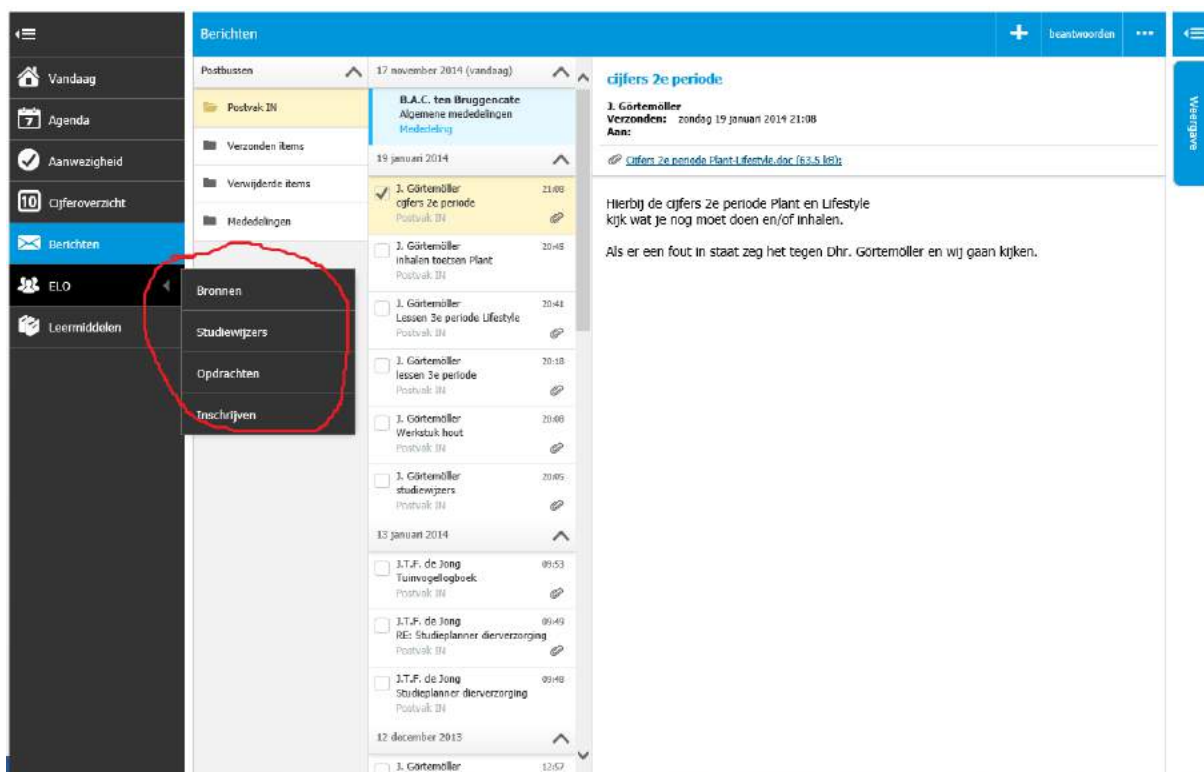 Vandaag
7
Agenda
Aanwezigheid
10
Cijferoverzicht
Berichten
ELO
Leermiddelen
Bronnen
Studiewijzers
Opdrachten
Inschrijven
Berichten
beantwoorden
Postbussen
Postvak IN
Verzonden items
Verwijderde items
Mededelingen
17 november 2014 (vandaag)
B.A.C. ten Bruggencate
Algemene mededelingen
Mededeling
19 januari 2014
J. Görtemöller 21:08
cijfers 2e periode
Postvak IN
J. Görtemöller 20:45
inhalen toetsen Plant
Postvak IN
J. Görtemöller 20:41
Lessen 3e periode Lifestyle
Postvak IN
J. Görtemöller 20:18
lessen 3e periode
Postvak IN
J. Görtemöller 20:08
Werkstuk hout
Postvak IN
J. Görtemöller 20:05
studiewijzers
Postvak IN
13 januari 2014
J.T.F. de Jong 09:53
Tuinvogellogboek
Postvak IN
J.T.F. de Jong 09:49
RE: Studieplanner dierverzorging
Postvak IN
J.T.F. de Jong 09:48
Studieplanner dierverzorging
Postvak IN
12 december 2013
J. Görtemöller 12:57
cijfers 2e periode
J. Görtemöller
Verzonden: zondag 19 januari 2014 21:08
Aan:
Cijfers 2e periode Plant-Lifestyle.doc (63.5 kB);
Hierbij de cijfers 2e periode Plant en Lifestyle
kijk wat je nog moet doen en/of inhalen.
Als er een fout in staat zeg het tegen Dhr. Görtemöller en wij gaan kijken.
Weergave